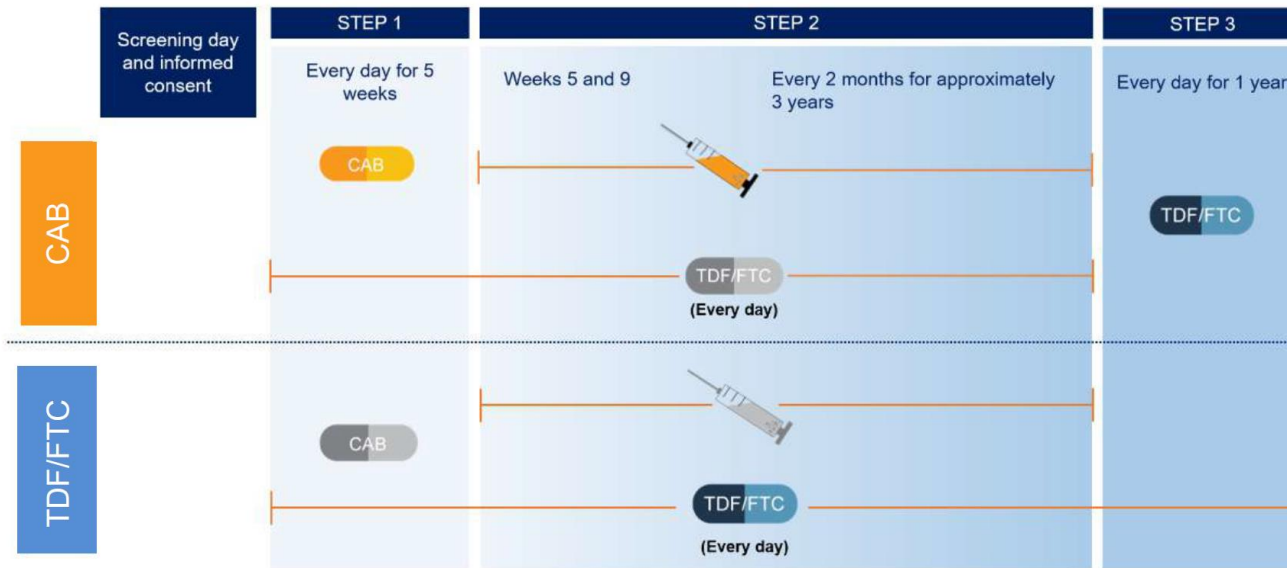 Screening day
and informed
consent
STEP 1
STEP 2
STEP 3
Every day for 5
weeks
Weeks 5 and 9
Every 2 months for approximately
3 years
Every day for 1 year
CAB
CAB
TDF/FTC
TDF/FTC
(Every day)
TDF/FTC
CAB
TDF/FTC
(Every day)